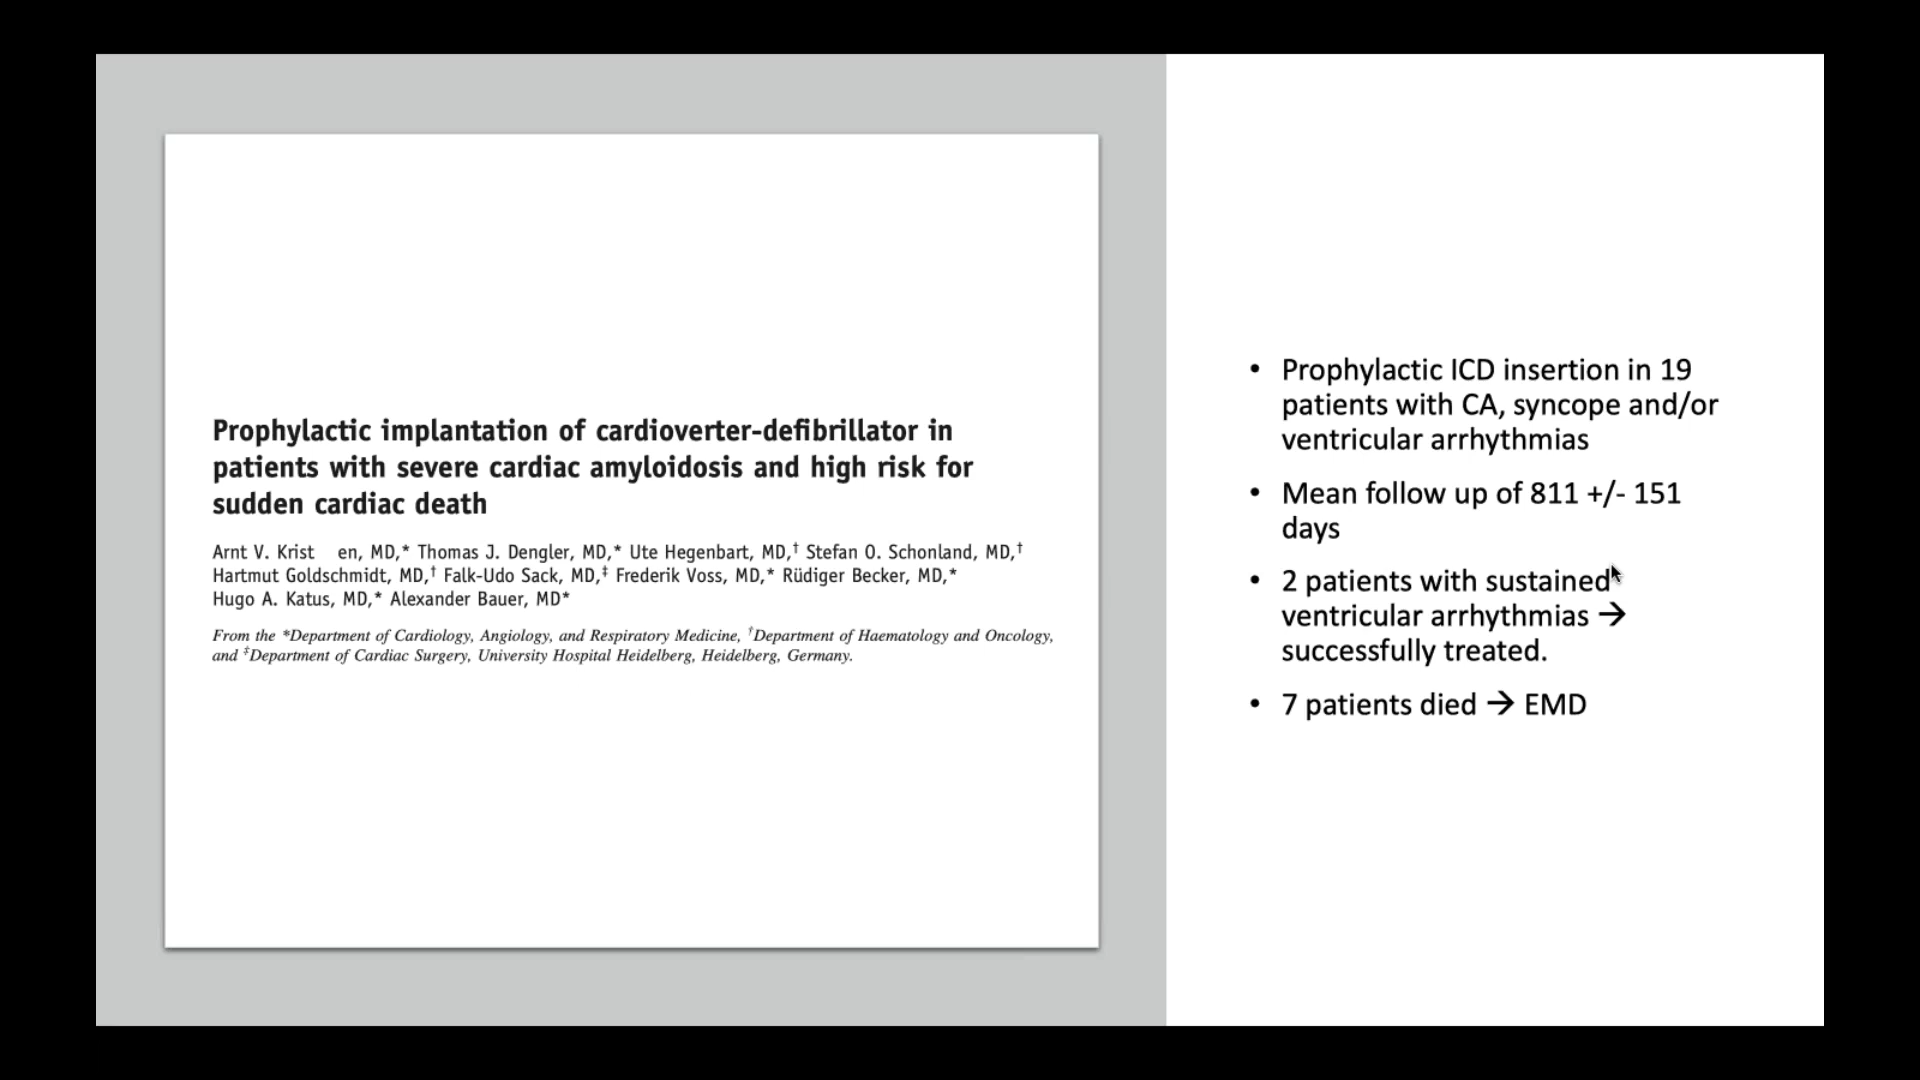 Prophylactic implantation of cardioverter-defibrillator in
patients with severe cardiac amyloidosis and high risk for
sudden cardiac death
Arnt V. Krist en, MD,* Thomas J. Dengler, MD,* Ute Hegenbart, MD,† Stefan O. Schonland, MD,†
Hartmut Goldschmidt, MD,† Falk-Udo Sack, MD,‡ Frederik Voss, MD,* Rüdiger Becker, MD,*
Hugo A. Katus, MD,* Alexander Bauer, MD*
From the *Department of Cardiology, Angiology, and Respiratory Medicine, †Department of Haematology and Oncology,
and ‡Department of Cardiac Surgery, University Hospital Heidelberg, Heidelberg, Germany.
• Prophylactic ICD insertion in 19
patients with CA, syncope and/or
ventricular arrhythmias
• Mean follow up of 811 +/- 151
days
• 2 patients with sustained
ventricular arrhythmias →
successfully treated.
• 7 patients died → EMD